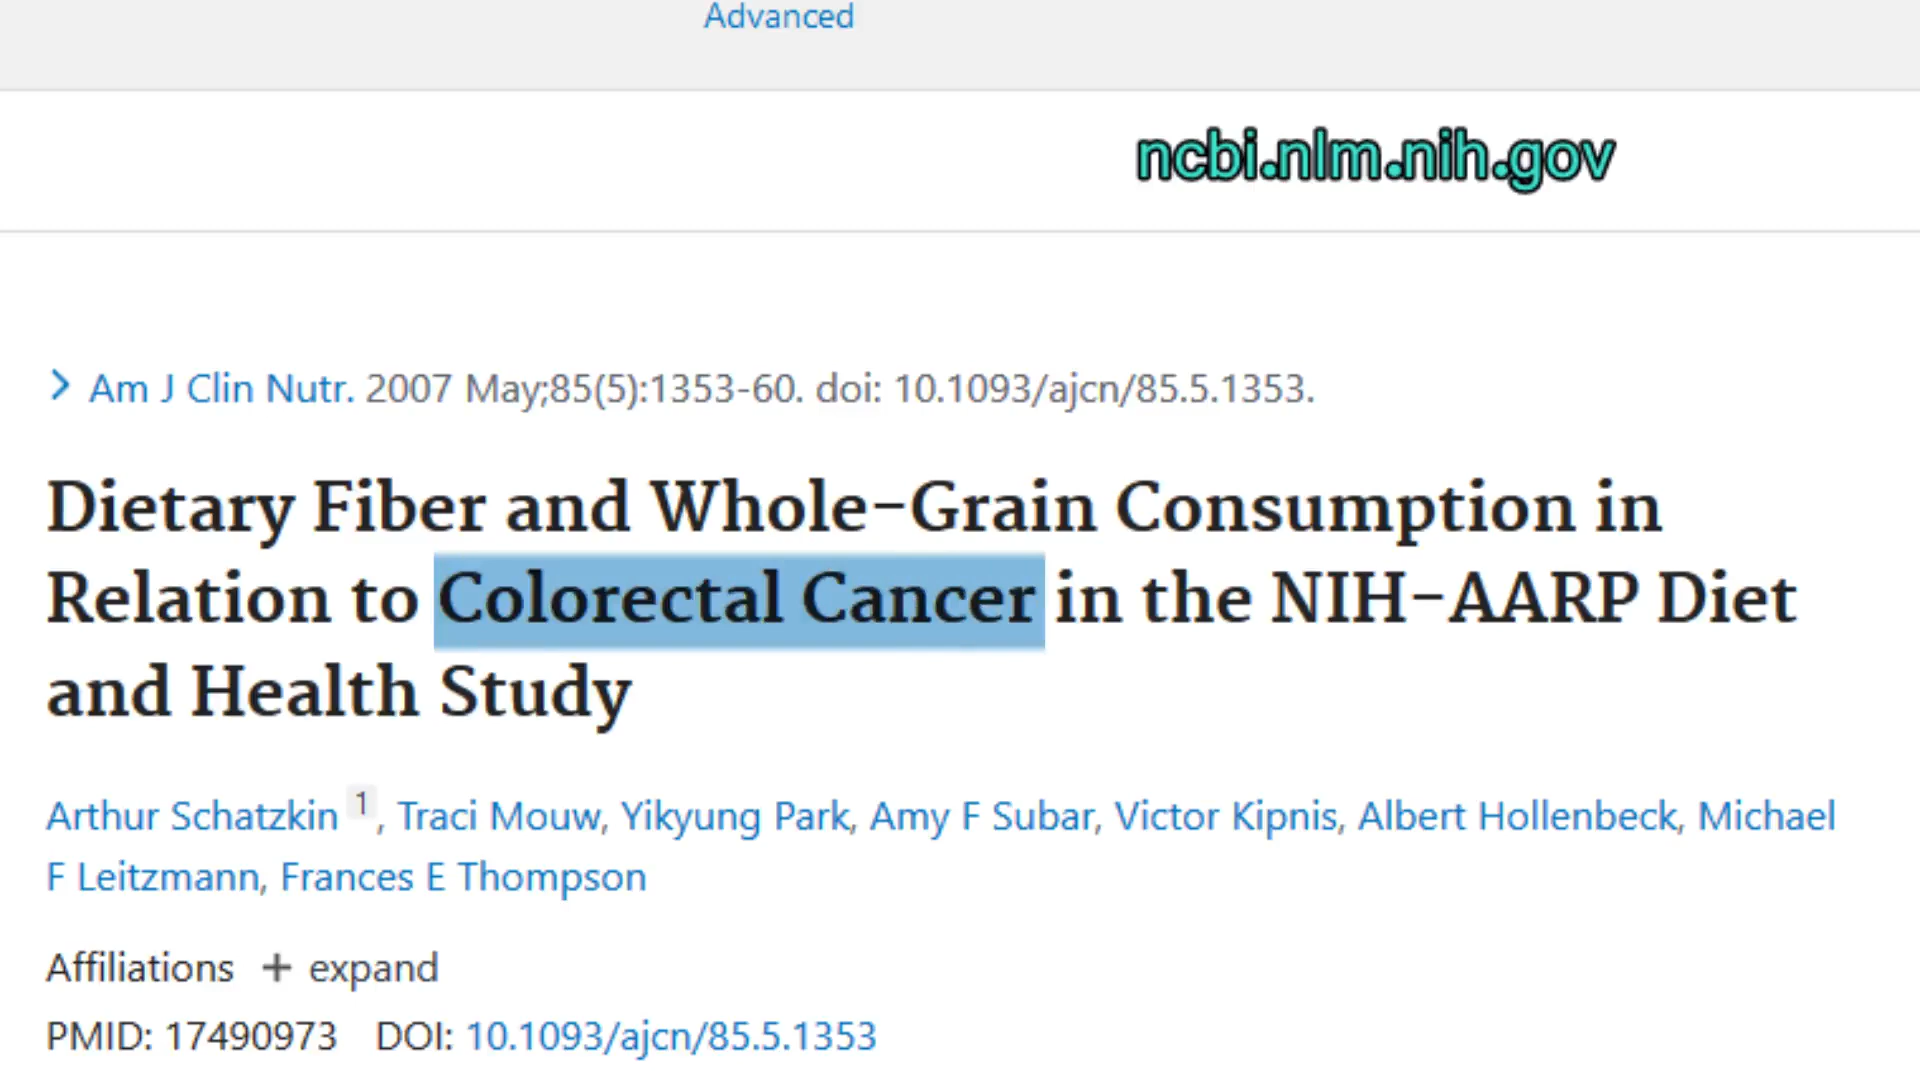 Advanced
ncbi.nlm.nih.gov
Am J Clin Nutr. 2007 May;85(5):1353-60. doi: 10.1093/ajcn/85.5.1353.
Dietary Fiber and Whole-Grain Consumption in
Relation to Colorectal Cancer in the NIH-AARP Diet
and Health Study
Arthur Schatzkin 1, Traci Mouw, Yikyung Park, Amy F Subar, Victor Kipnis, Albert Hollenbeck, Michael
F Leitzmann, Frances E Thompson
Affiliations + expand
PMID: 17490973 DOI: 10.1093/ajcn/85.5.1353